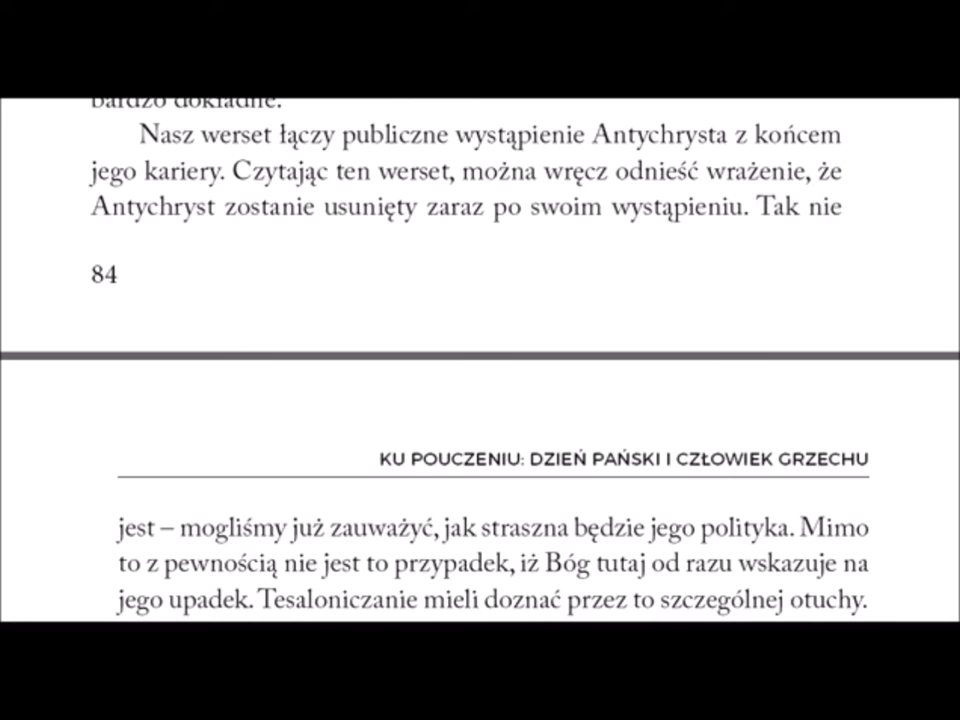 bardzo dokładne.
Nasz werset łączy publiczne wystąpienie Antychrysta z końcem
jego kariery. Czytając ten werset, można wręcz odnieść wrażenie, że
Antychryst zostanie usunięty zaraz po swoim wystąpieniu. Tak nie
84
KU POUCZENIU: DZIEŃ PAŃSKI I CZŁOWIEK GRZECHU
jest – mogliśmy już zauważyć, jak straszna będzie jego polityka. Mimo
to z pewnością nie jest to przypadek, iż Bóg tutaj od razu wskazuje na
jego upadek. Tesaloniczanie mieli doznać przez to szczególnej otuchy.